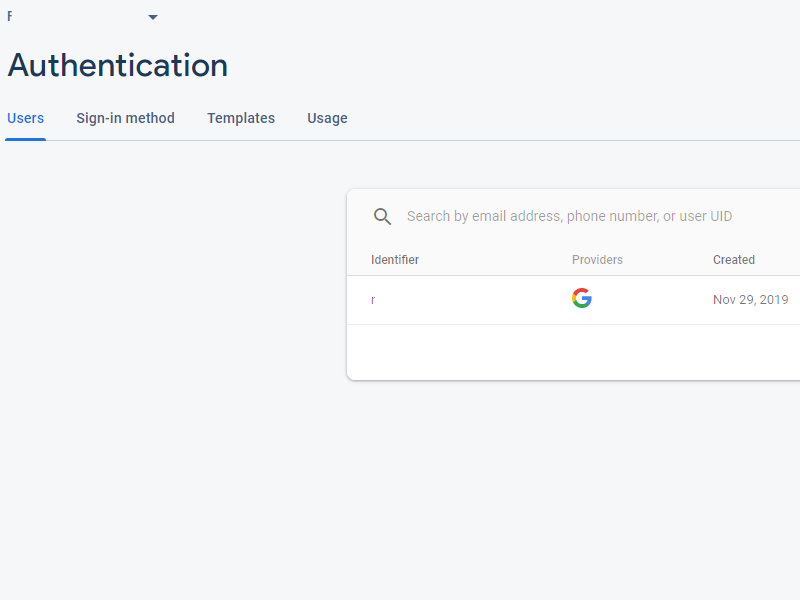 F
Authentication
Users Sign-in method Templates Usage
Search by email address, phone number, or user UID
Identifier Providers Created
r Nov 29, 2019